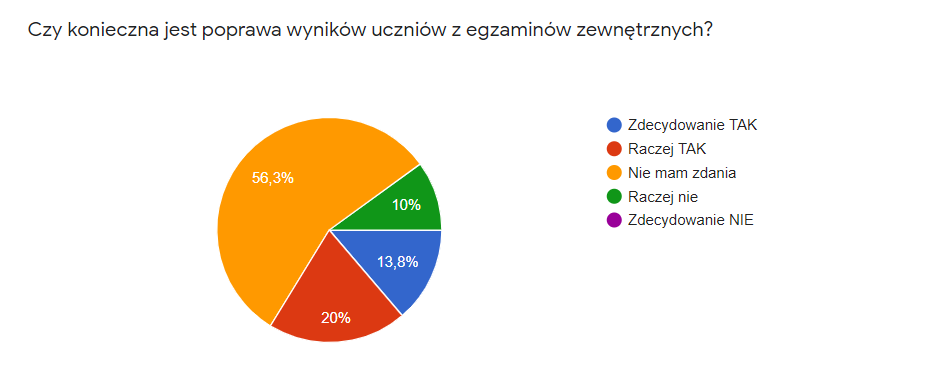 Czy konieczna jest poprawa wyników uczniów z egzaminów zewnętrznych?
56,3%
10%
13,8%
20%
Zdecydowanie TAK
Raczej TAK
Nie mam zdania
Raczej nie
Zdecydowanie NIE